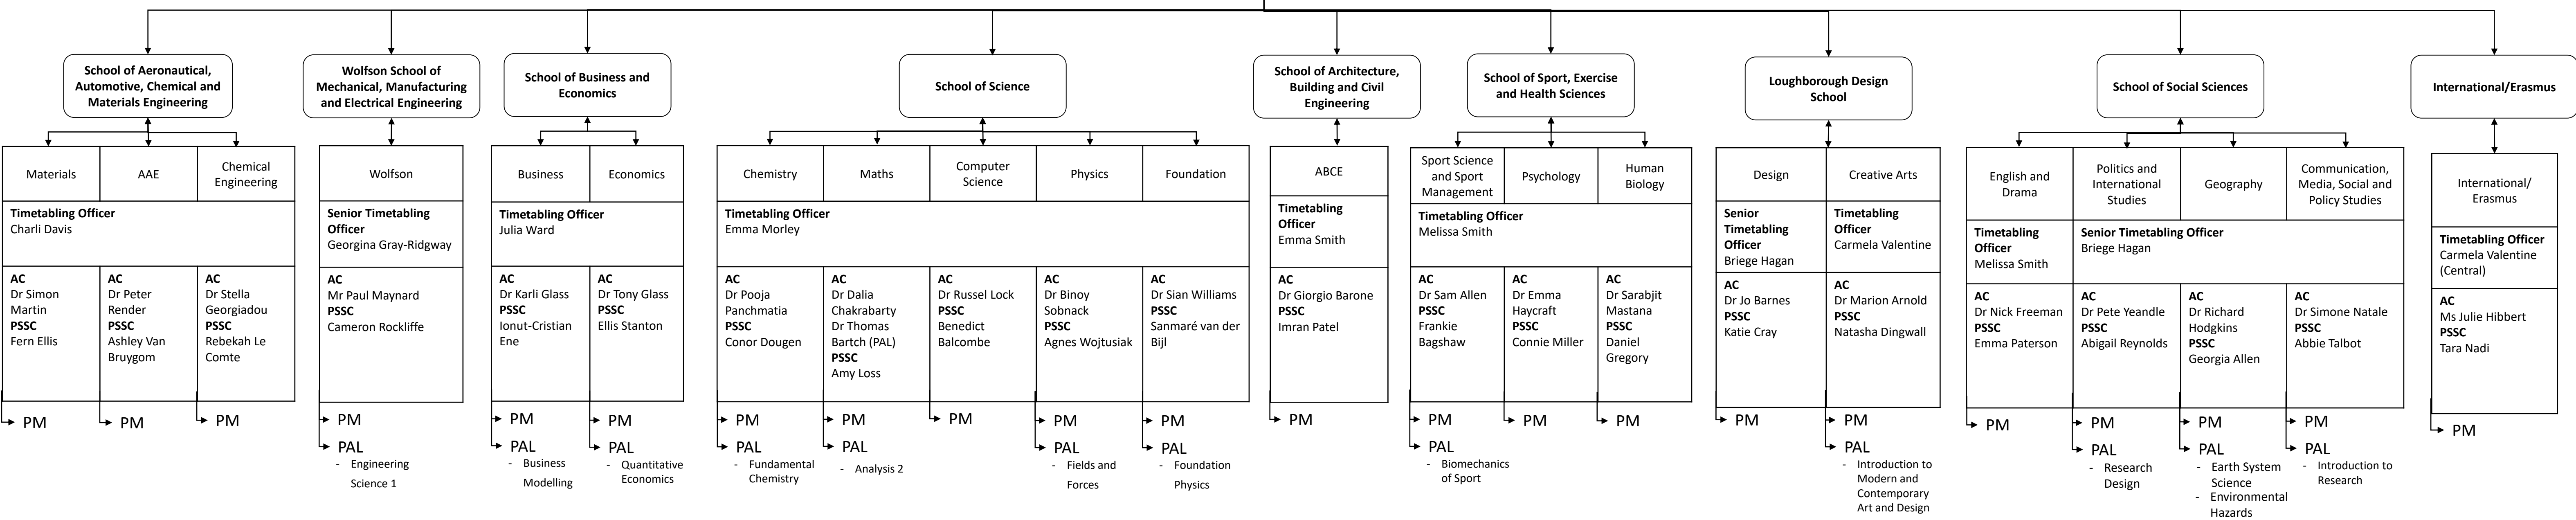 School of Aeronautical,
Automotive, Chemical and
Materials Engineering
Wolfson School of
Mechanical, Manufacturing
and Electrical Engineering
School of Business and
Economics
School of Science
School of Architecture,
Building and Civil
Engineering
School of Sport, Exercise
and Health Sciences
Loughborough Design
School
School of Social Sciences
International/Erasmus
Materials
AAE
Chemical
Engineering
Timetabling Officer
Charli Davis
AC
Dr Simon
Martin
PSSC
Fern Ellis
AC
Dr Peter
Render
PSSC
Ashley Van
Bruygom
AC
Dr Stella
Georgiadou
PSSC
Rebekah Le
Comte
PM
PM
PM
Wolfson
Senior Timetabling
Officer
Georgina Gray-Ridgway
AC
Mr Paul Maynard
PSSC
Cameron Rockliffe
PM
PAL
- Engineering
Science 1
Business
Economics
Timetabling Officer
Julia Ward
AC
Dr Karli Glass
PSSC
Ionut-Cristian
Ene
AC
Dr Tony Glass
PSSC
Ellis Stanton
PM
PAL
- Business
Modelling
PM
PAL
- Quantitative
Economics
Chemistry
Maths
Computer
Science
Physics
Foundation
Timetabling Officer
Emma Morley
AC
Dr Pooja
Panchmatia
PSSC
Conor Dougen
AC
Dr Dalia
Chakrabarty
Dr Thomas
Bartch (PAL)
PSSC
Amy Loss
AC
Dr Russel Lock
PSSC
Benedict
Balcombe
AC
Dr Binoy
Sobnack
PSSC
Agnes Wojtusiak
AC
Dr Sian Williams
PSSC
Sanmaré van der
Bijl
PM
PAL
- Fundamental
Chemistry
PM
PAL
- Analysis 2
PM
PM
PAL
- Fields and
Forces
PM
PAL
- Foundation
Physics
ABCE
Timetabling
Officer
Emma Smith
AC
Dr Giorgio Barone
PSSC
Imran Patel
PM
Sport Science
and Sport
Management
Psychology
Human
Biology
Timetabling Officer
Melissa Smith
AC
Dr Sam Allen
PSSC
Frankie
Bagshaw
AC
Dr Emma
Haycraft
PSSC
Connie Miller
AC
Dr Sarabjit
Mastana
PSSC
Daniel
Gregory
PM
PAL
- Biomechanics
of Sport
PM
PM
Design
Creative Arts
Senior
Timetabling
Officer
Briege Hagan
Timetabling
Officer
Carmela Valentine
AC
Dr Jo Barnes
PSSC
Katie Cray
AC
Dr Marion Arnold
PSSC
Natasha Dingwall
PM
PM
PAL
- Introduction to
Modern and
Contemporary
Art and Design
English and
Drama
Politics and
International
Studies
Geography
Communication,
Media, Social and
Policy Studies
Timetabling
Officer
Melissa Smith
Senior Timetabling Officer
Briege Hagan
AC
Dr Nick Freeman
PSSC
Emma Paterson
AC
Dr Pete Yeandle
PSSC
Abigail Reynolds
AC
Dr Richard
Hodgkins
PSSC
Georgia Allen
AC
Dr Simone Natale
PSSC
Abbie Talbot
PM
PM
PAL
- Research
Design
PM
PAL
- Earth System
Science
- Environmental
Hazards
PM
PAL
- Introduction to
Research
International/
Erasmus
Timetabling Officer
Carmela Valentine
(Central)
AC
Ms Julie Hibbert
PSSC
Tara Nadi
PM